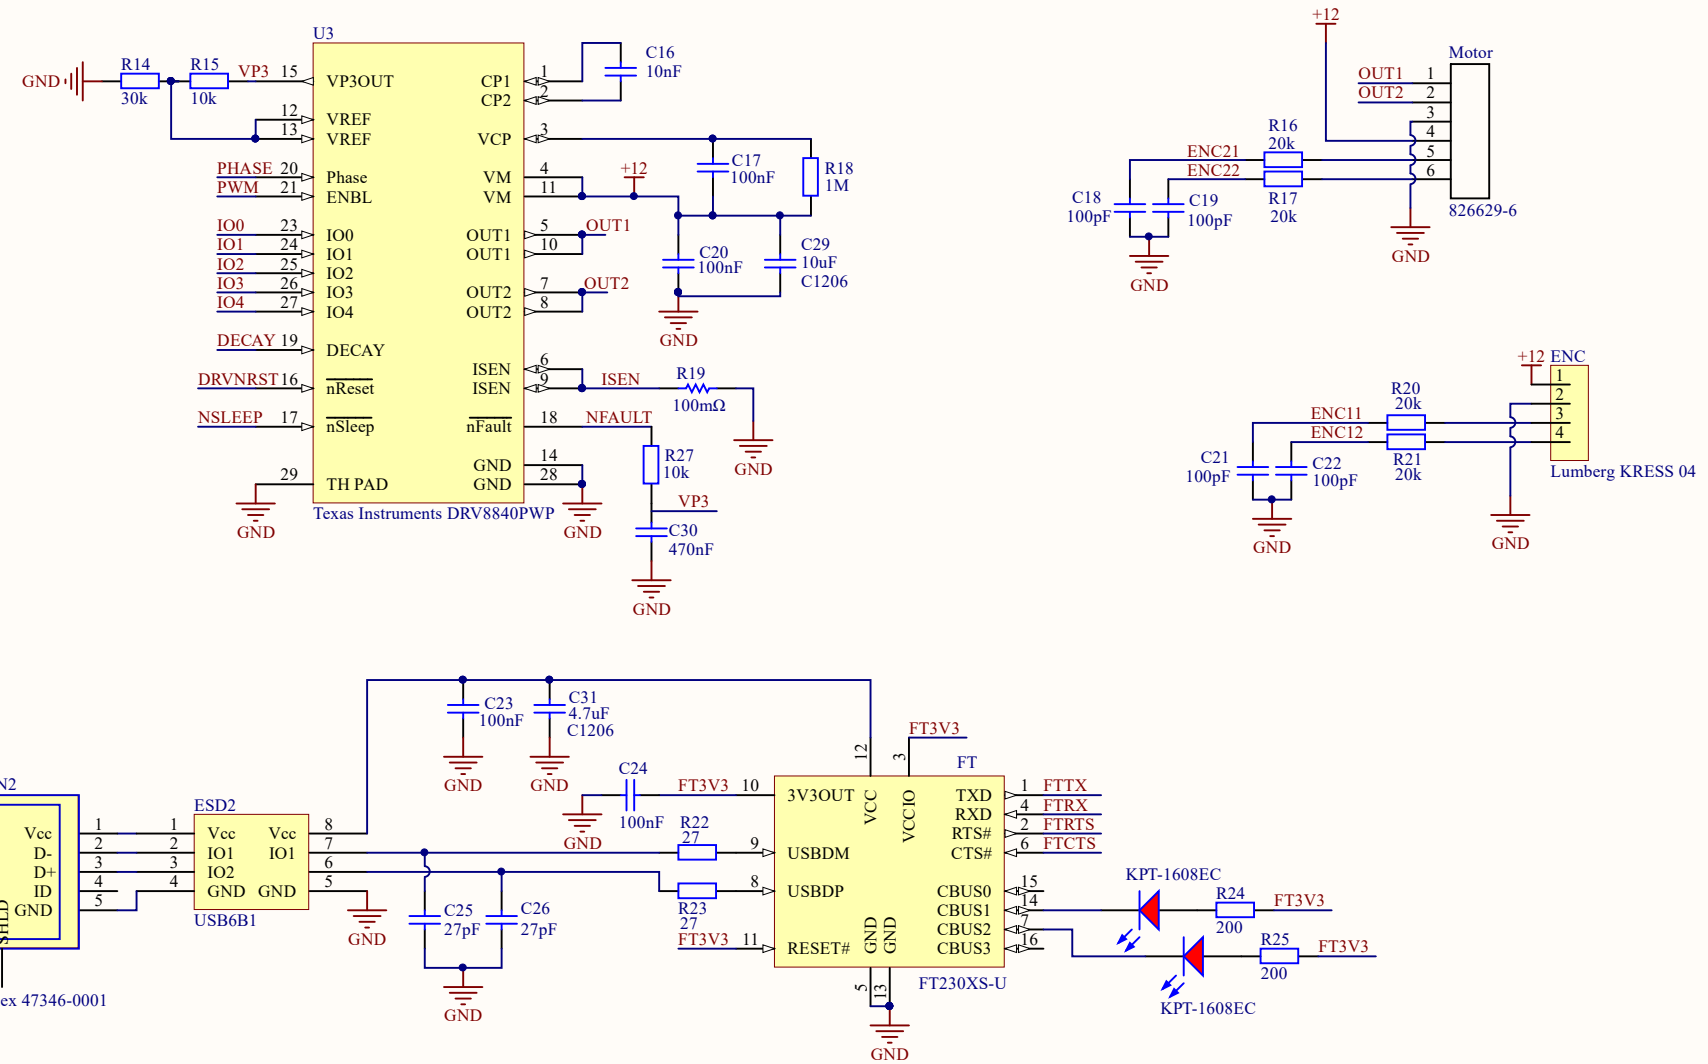 U3
GND
R14
30k
R15
10k
VP3 15
VP3OUT
12
VREF
13
VREF
PHASE 20
Phase
PWM 21
ENBL
IO0 23
IO0
IO1 24
IO1
IO2 25
IO2
IO3 26
IO3
IO4 27
IO4
DECAY 19
DECAY
DRVNRST 16
nReset
NSLEEP 17
nSleep
29
TH PAD
GND
CP1
1
CP2
2
C16
10nF
VCP
3
C17
100nF
R18
1M
VM
4
VM
11
+12
OUT1
5
OUT1
10
OUT1
OUT2
7
OUT2
8
OUT2
C20
100nF
C29
10uF
C1206
GND
ISEN
6
ISEN
9
ISEN
R19
100mΩ
GND
nFault
18
NFAULT
R27
10k
VP3
C30
470nF
GND
GND
14
GND
28
GND
Texas Instruments DRV8840PWP
+12
Motor
OUT1 1
OUT2 2
3
4
5
6
826629-6
R16
20k
ENC21
ENC22
R17
20k
C18
100pF
C19
100pF
GND
GND
+12 ENC
1
2
3
4
R20
20k
ENC11
ENC12
R21
20k
C21
100pF
C22
100pF
GND
GND
Lumberg KRESS 04
C23
100nF
GND
C31
4.7uF
C1206
GND
C24
100nF
GND
FT3V3 10
3V3OUT
R22
27
9
USBDM
8
USBDP
R23
27
FT3V3 11
RESET#
12
VCC
3
VCCIO
FT3V3
FT
TXD 1 FTTX
RXD 4 FTRX
RTS# 2 FTRTS
CTS# 6 FTCTS
CBUS0 15
CBUS1 14
CBUS2 7
CBUS3 16
GND
GND
5
13
GND
FT230XS-U
KPT-1608EC
R24
200
FT3V3
R25
200
FT3V3
KPT-1608EC
N2
Vcc 1
D- 2
D+ 3
ID 4
GND 5
SHLD
ex 47346-0001
ESD2
1 Vcc
2 IO1
3 IO2
4 GND
Vcc 8
IO1 7
6
GND 5
USB6B1
GND
C25
27pF
C26
27pF
GND